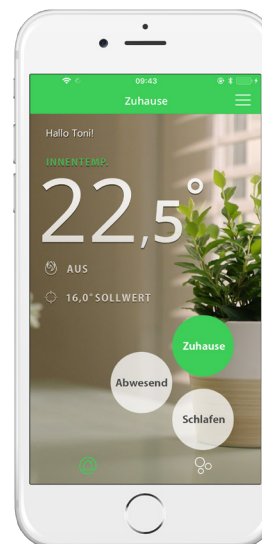 09:43
Zuhause
Hallo Toni!
INNENTEMP.
22,5°
AUS
16,0° SOLLWERT
Zuhause
Abwesend
Schlafen